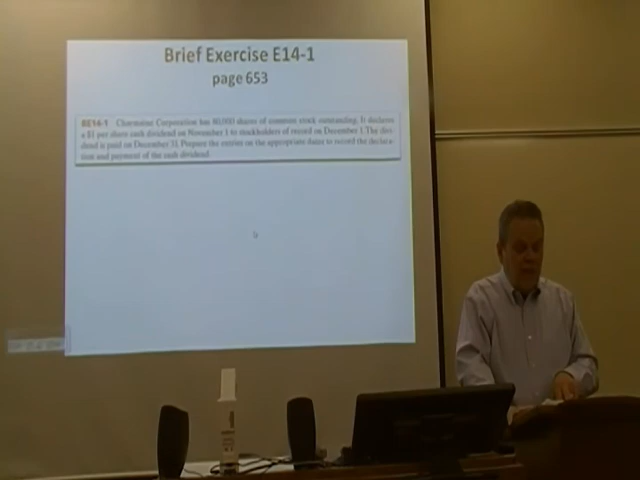 Brief Exercise E14-1
page 653
BE14-1 Charmaine Corporation has 80,000 shares of common stock outstanding. It declares
a $1 per share cash dividend on November 1 to stockholders of record on December 1. The divi-
dend is paid on December 31. Prepare the entries on the appropriate dates to record the declara-
tion and payment of the cash dividend.